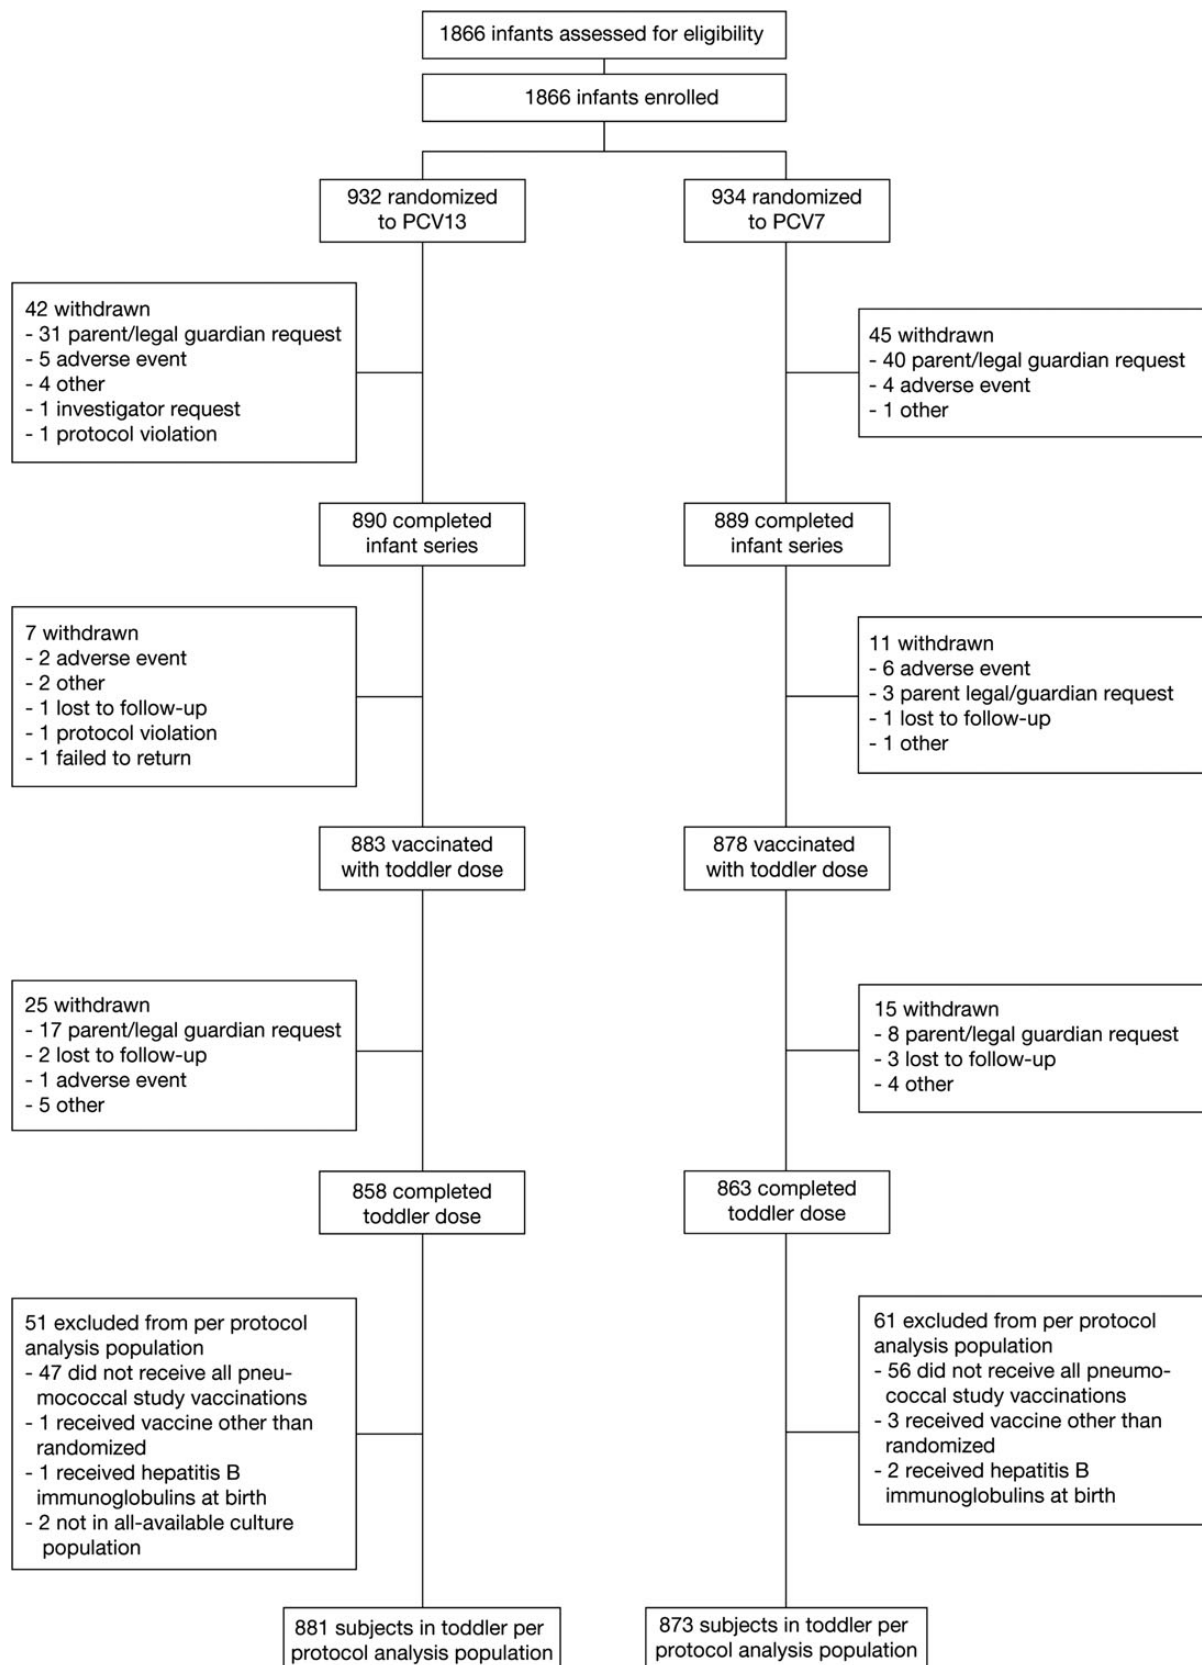 1866 infants assessed for eligibility
1866 infants enrolled
932 randomized
to PCV13
934 randomized
to PCV7
42 withdrawn
- 31 parent/legal guardian request
- 5 adverse event
- 4 other
- 1 investigator request
- 1 protocol violation
45 withdrawn
- 40 parent/legal guardian request
- 4 adverse event
- 1 other
890 completed
infant series
889 completed
infant series
7 withdrawn
- 2 adverse event
- 2 other
- 1 lost to follow-up
- 1 protocol violation
- 1 failed to return
11 withdrawn
- 6 adverse event
- 3 parent legal/guardian request
- 1 lost to follow-up
- 1 other
883 vaccinated
with toddler dose
878 vaccinated
with toddler dose
25 withdrawn
- 17 parent/legal guardian request
- 2 lost to follow-up
- 1 adverse event
- 5 other
15 withdrawn
- 8 parent/legal guardian request
- 3 lost to follow-up
- 4 other
858 completed
toddler dose
863 completed
toddler dose
51 excluded from per protocol
analysis population
- 47 did not receive all pneu-
mococcal study vaccinations
- 1 received vaccine other than
randomized
- 1 received hepatitis B
immunoglobulins at birth
- 2 not in all-available culture
population
61 excluded from per protocol
analysis population
- 56 did not receive all pneumo-
coccal study vaccinations
- 3 received vaccine other than
randomized
- 2 received hepatitis B
immunoglobulins at birth
881 subjects in toddler per
protocol analysis population
873 subjects in toddler per
protocol analysis population